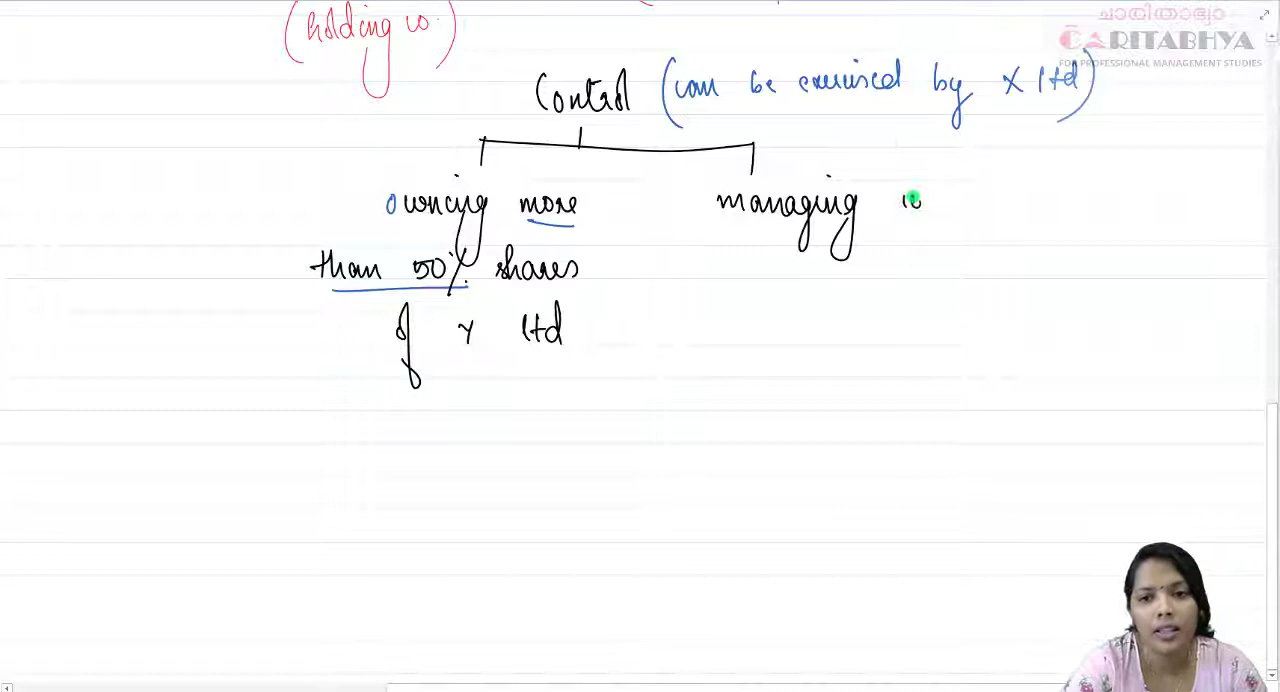 (holding co.)
ചാരിതാഭ്യാം
CARITABHYA
FOR PROFESSIONAL MANAGEMENT STUDIES
Control (can be exercised by X ltd)
owning more
than 50% shares
of Y ltd
managing